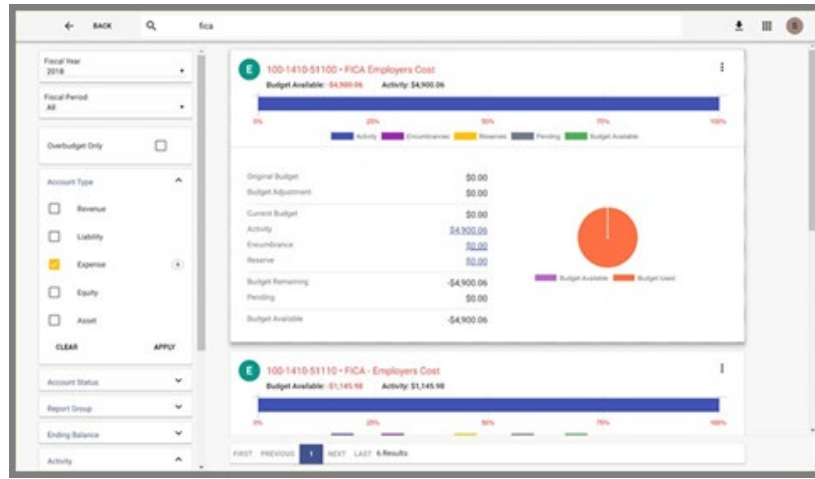 BACK fica S
Fiscal Year
2018
Fiscal Period
All
Overbudget Only
Account Type
Revenue
Liability
Expense
Equity
Asset
CLEAR APPLY
Account Status
Report Group
Ending Balance
Activity
E 100-1410-51100 • FICA Employers Cost
Budget Available: -$4,900.06 Activity: $4,900.06
0% 25% 50% 75% 100%
Activity Encumbrances Reserves Pending Budget Available
Original Budget $0.00
Budget Adjustment $0.00
Current Budget $0.00
Activity $4,900.06
Encumbrance $0.00
Reserve $0.00
Budget Remaining -$4,900.06
Pending $0.00
Budget Available -$4,900.06
Budget Available Budget Used
E 100-1410-51110 • FICA - Employers Cost
Budget Available: -$1,145.98 Activity: $1,145.98
0% 25% 50% 75% 100%
FIRST PREVIOUS 1 NEXT LAST 6 Results